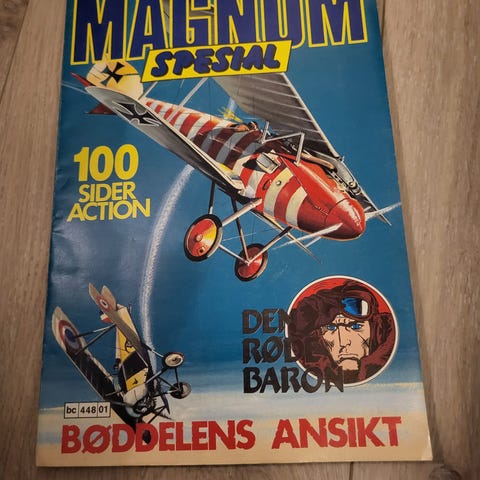 MAGNUM
SPESIAL
100
SIDER
ACTION
DEN
RØDE
BARON
bc 448 01
BØDDELENS ANSIKT